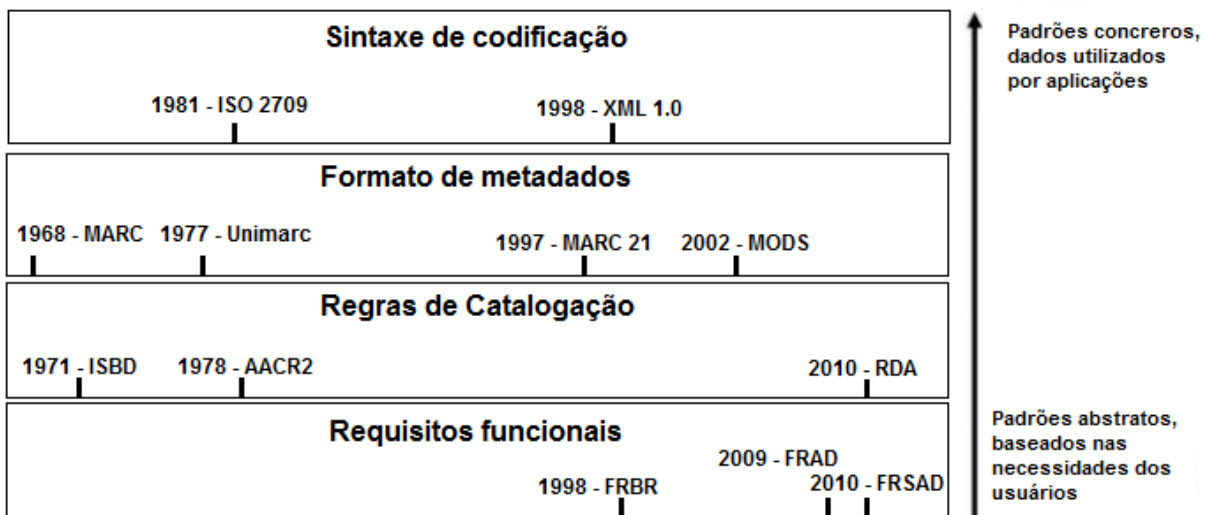 Sintaxe de codificação
1981 - ISO 2709
1998 - XML 1.0
Formato de metadados
1968 - MARC
1977 - Unimarc
1997 - MARC 21
2002 - MODS
Regras de Catalogação
1971 - ISBD
1978 - AACR2
2010 - RDA
Requisitos funcionais
2009 - FRAD
1998 - FRBR
2010 - FRSAD
Padrões concreros,
dados utilizados
por aplicações
Padrões abstratos,
baseados nas
necessidades dos
usuários